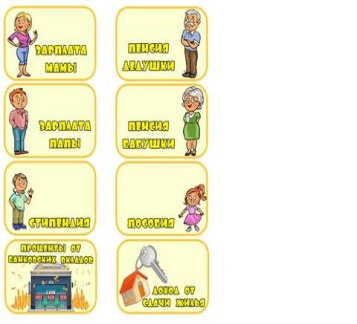 ЗАРПЛАТА
МАМЫ
ПЕНСИЯ
ДЕДУШКИ
ЗАРПЛАТА
ПАПЫ
ПЕНСИЯ
БАБУШКИ
СТИПЕНДИЯ
ПОСОБИЯ
ПРОЦЕНТЫ ОТ
БАНКОВСКИХ ВКЛАДОВ
ДОХОД ОТ
СДАЧИ ЖИЛЬЯ